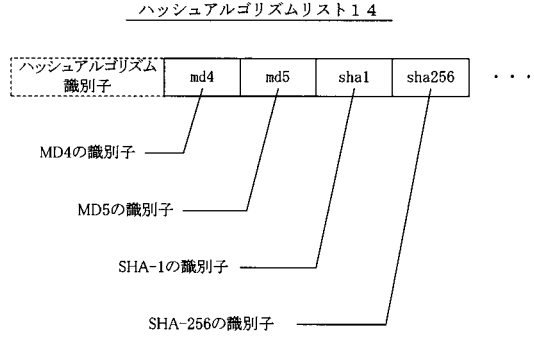 ハッシュアルゴリズムリスト14
ハッシュアルゴリズム
識別子
md4 md5 sha1 sha256 ・・・
MD4の識別子
MD5の識別子
SHA-1の識別子
SHA-256の識別子